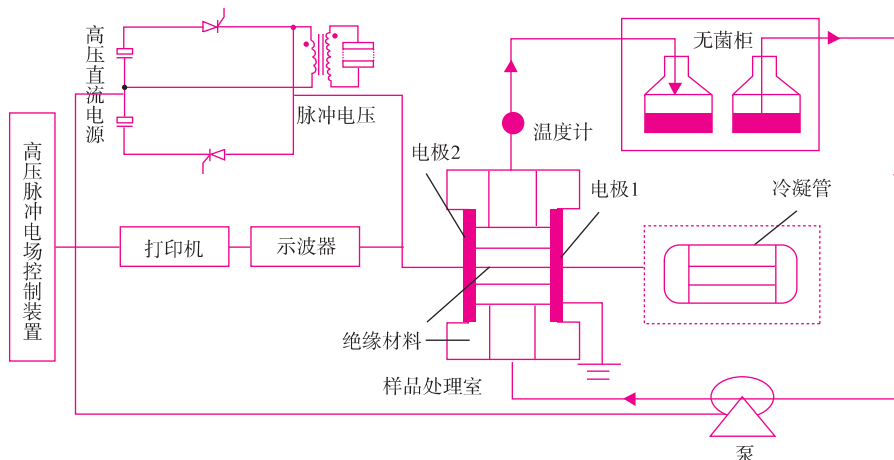 高压直流电源
无菌柜
脉冲电压
温度计
电极2
电极1
冷凝管
高压脉冲电场控制装置
打印机
示波器
绝缘材料
样品处理室
泵